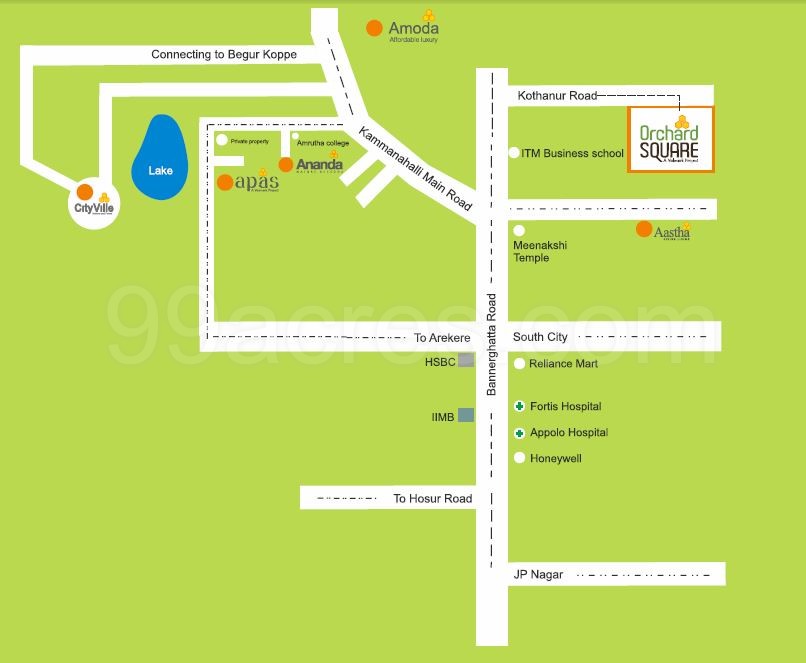 Amoda
Affordable luxury
Connecting to Begur Koppe
Kothanur Road
Orchard
SQUARE
A Valmark Project
Private property
Amrutha college
Kammanahalli Main Road
ITM Business school
Lake
Ananda
apas
A Valmark Project
CityVille
Aastha
Meenakshi
Temple
99acres.com
Bannerghatta Road
To Arekere
South City
HSBC
Reliance Mart
IIMB
Fortis Hospital
Appolo Hospital
Honeywell
To Hosur Road
JP Nagar